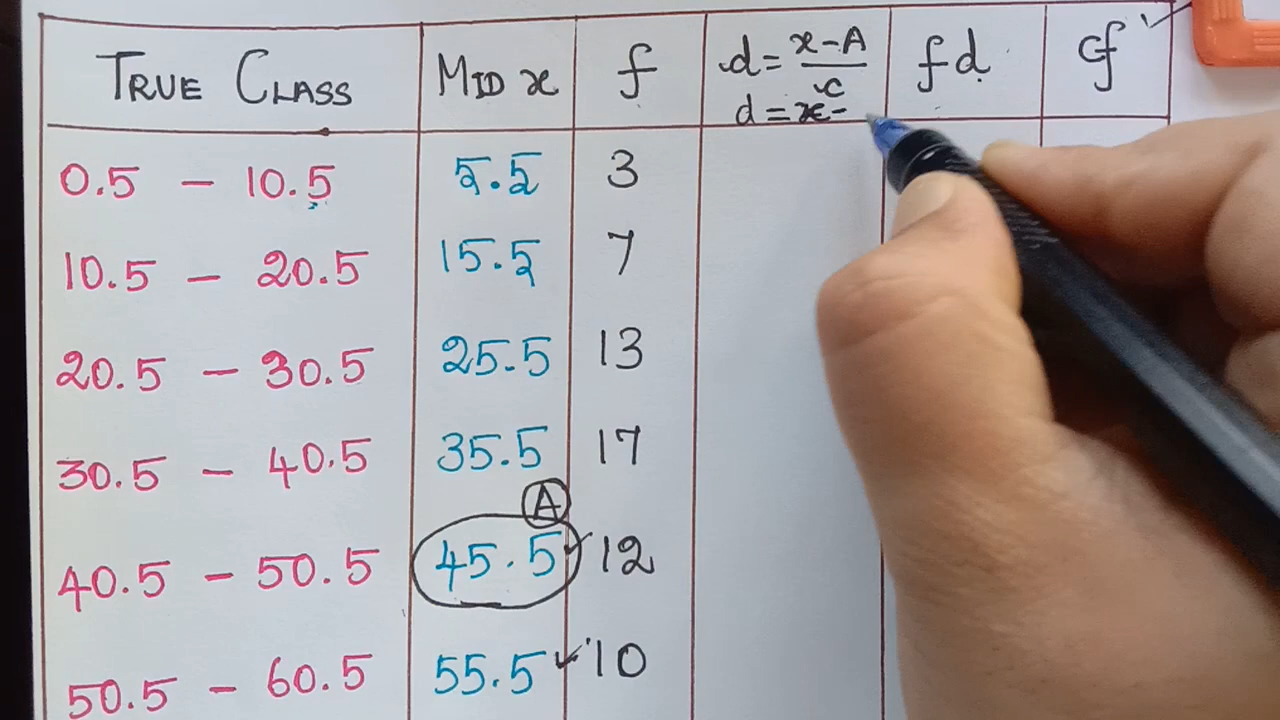 TRUE CLASS MID x f d = x-A / c fd cf
d = x-
0.5 - 10.5 5.5 3
10.5 - 20.5 15.5 7
20.5 - 30.5 25.5 13
30.5 - 40.5 35.5 17
A
40.5 - 50.5 45.5 12
50.5 - 60.5 55.5 10